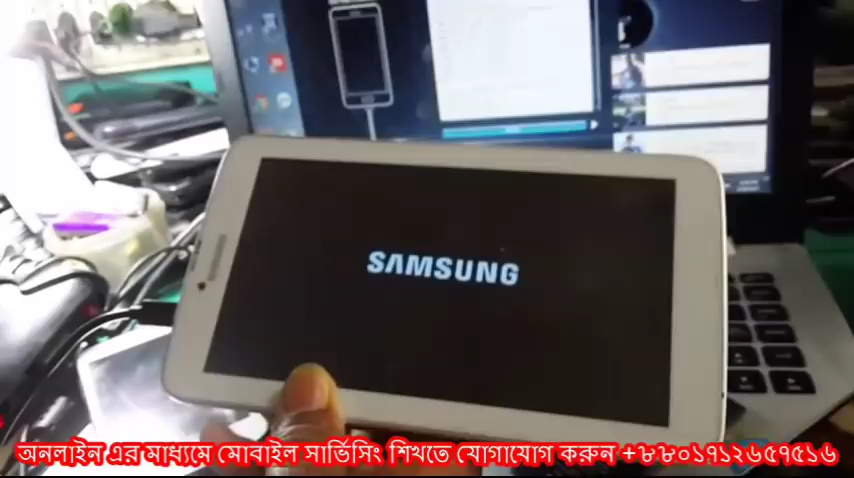 SAMSUNG
অনলাইন এর মাধ্যমে মোবাইল সার্ভিসিং শিখতে যোগাযোগ করুন +৮৮০১৭১২৬৫৭৫১৬